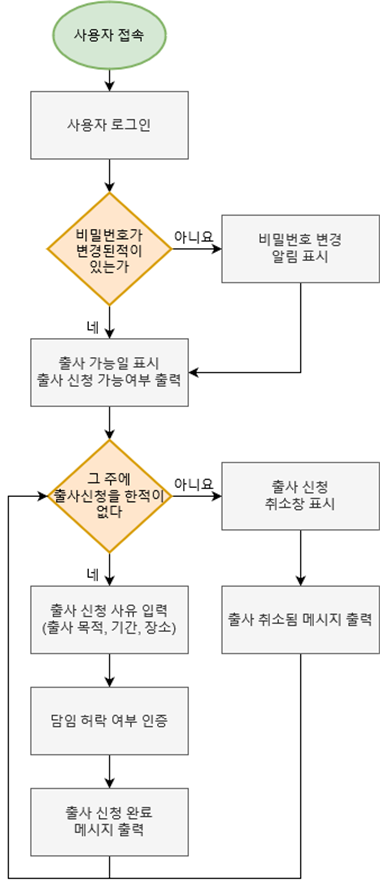 사용자 접속
사용자 로그인
비밀번호가
변경된적이
있는가
아니요
비밀번호 변경
알림 표시
네
출사 가능일 표시
출사 신청 가능여부 출력
그 주에
출사신청을 한적이
없다
아니요
출사 신청
취소창 표시
네
출사 신청 사유 입력
(출사 목적, 기간, 장소)
출사 취소됨 메시지 출력
담임 허락 여부 인증
출사 신청 완료
메시지 출력